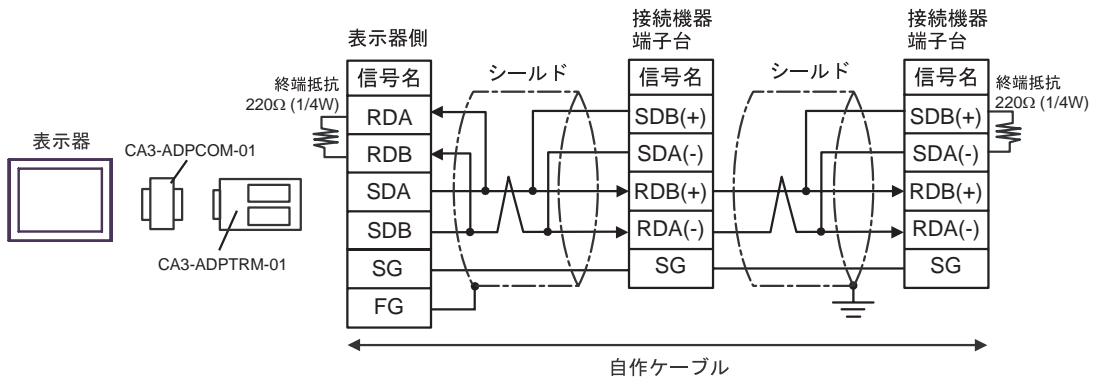 表示器
CA3-ADPCOM-01
CA3-ADPTRM-01
終端抵抗
220Ω (1/4W)
表示器側
信号名
RDA
RDB
SDA
SDB
SG
FG
シールド
接続機器
端子台
信号名
SDB(+)
SDA(-)
RDB(+)
RDA(-)
SG
シールド
接続機器
端子台
信号名
SDB(+)
SDA(-)
RDB(+)
RDA(-)
SG
終端抵抗
220Ω (1/4W)
自作ケーブル